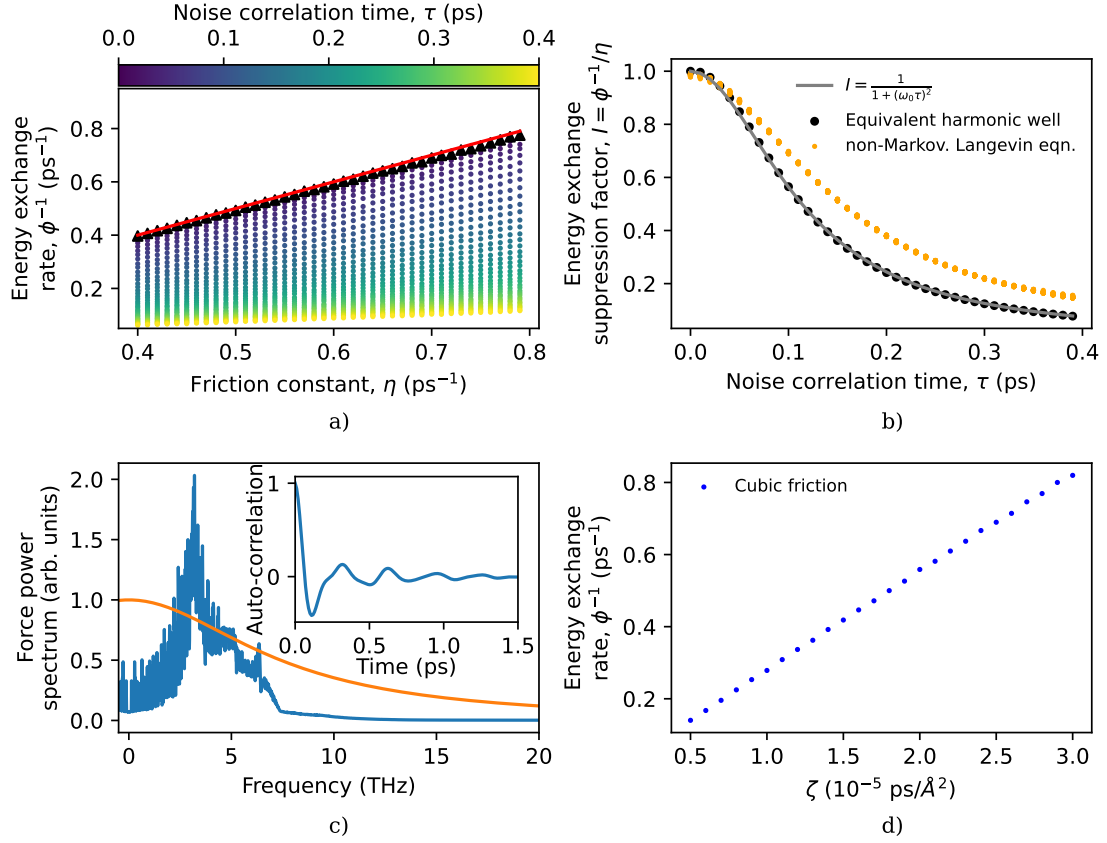 Noise correlation time, τ (ps)
0.0 0.1 0.2 0.3 0.4
Energy exchange
rate, ϕ⁻¹ (ps⁻¹)
0.8
0.6
0.4
0.2
0.4 0.5 0.6 0.7 0.8
Friction constant, η (ps⁻¹)
a)
Energy exchange
suppression factor, I = ϕ⁻¹/η
1.0
0.8
0.6
0.4
0.2
I = 1/(1 + (ω₀τ)²)
Equivalent harmonic well
non-Markov. Langevin eqn.
0.0 0.1 0.2 0.3 0.4
Noise correlation time, τ (ps)
b)
Force power
spectrum (arb. units)
2.0
1.5
1.0
0.5
0.0
Auto-correlation
1
0
0.0 0.5 1.0 1.5
Time (ps)
0 5 10 15 20
Frequency (THz)
c)
Energy exchange
rate, ϕ⁻¹ (ps⁻¹)
0.8
0.6
0.4
0.2
Cubic friction
0.5 1.0 1.5 2.0 2.5 3.0
ζ (10⁻⁵ ps/Å²)
d)